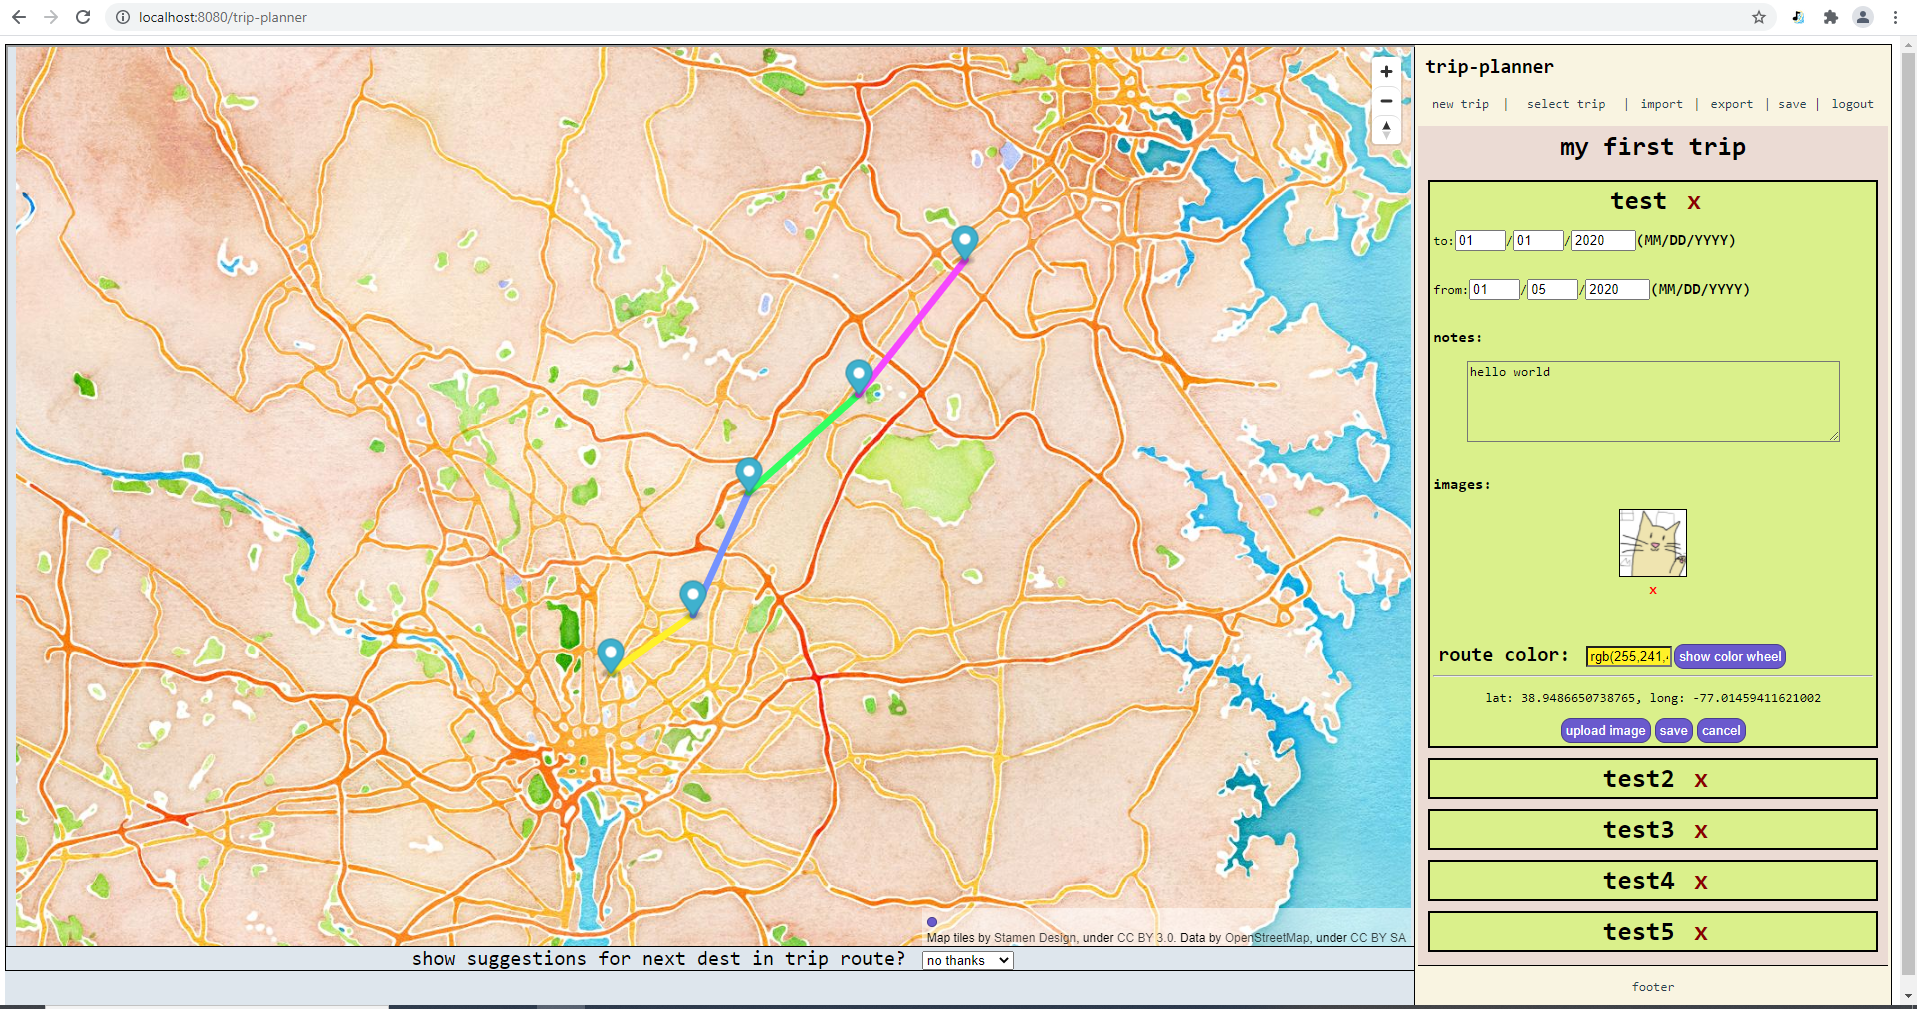 localhost:8080/trip-planner
trip-planner
new trip | select trip | import | export | save | logout
my first trip
test x
to: 01 / 01 / 2020 (MM/DD/YYYY)
from: 01 / 05 / 2020 (MM/DD/YYYY)
notes:
hello world
images:
x
route color: rgb(255,241, show color wheel
lat: 38.9486650738765, long: -77.01459411621002
upload image save cancel
test2 x
test3 x
test4 x
test5 x
footer
Map tiles by Stamen Design, under CC BY 3.0. Data by OpenStreetMap, under CC BY SA
show suggestions for next dest in trip route? no thanks